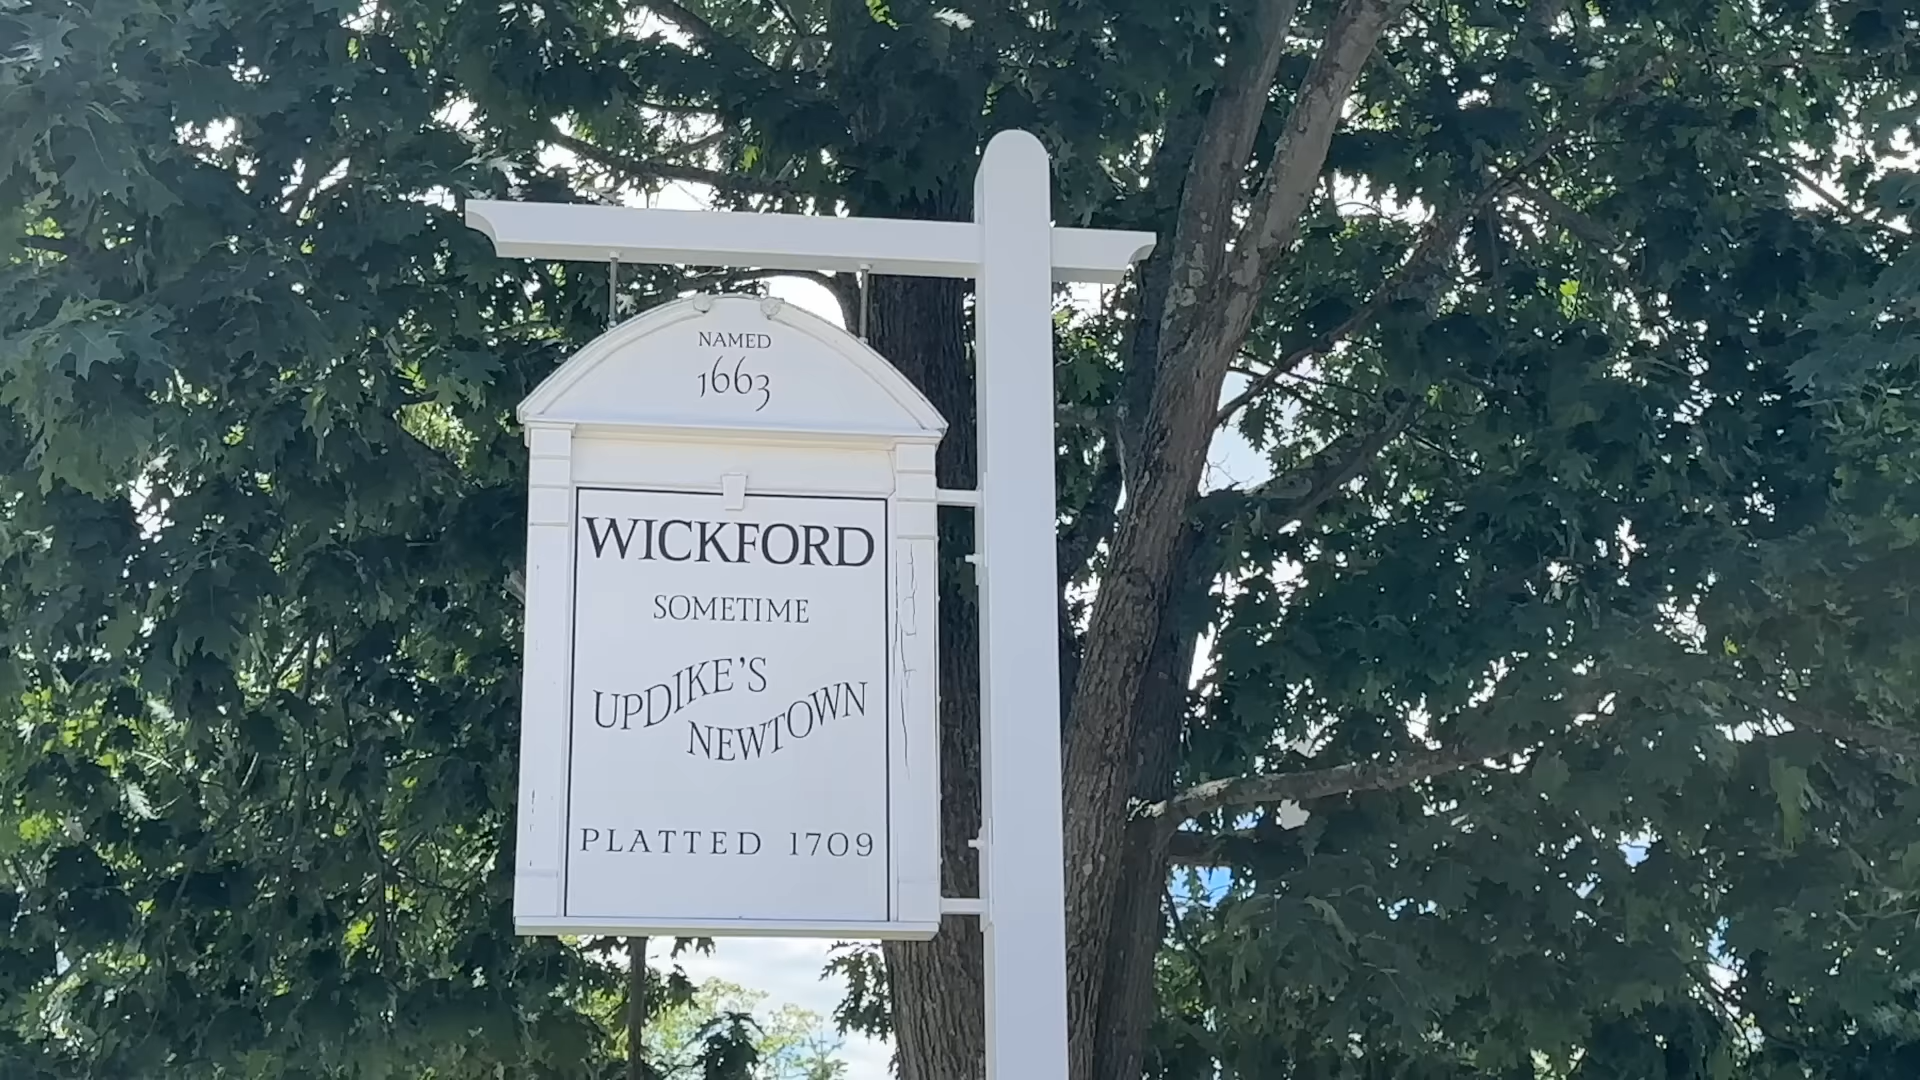 NAMED
1663
WICKFORD
SOMETIME
UPDIKE'S
NEWTOWN
PLATTED 1709